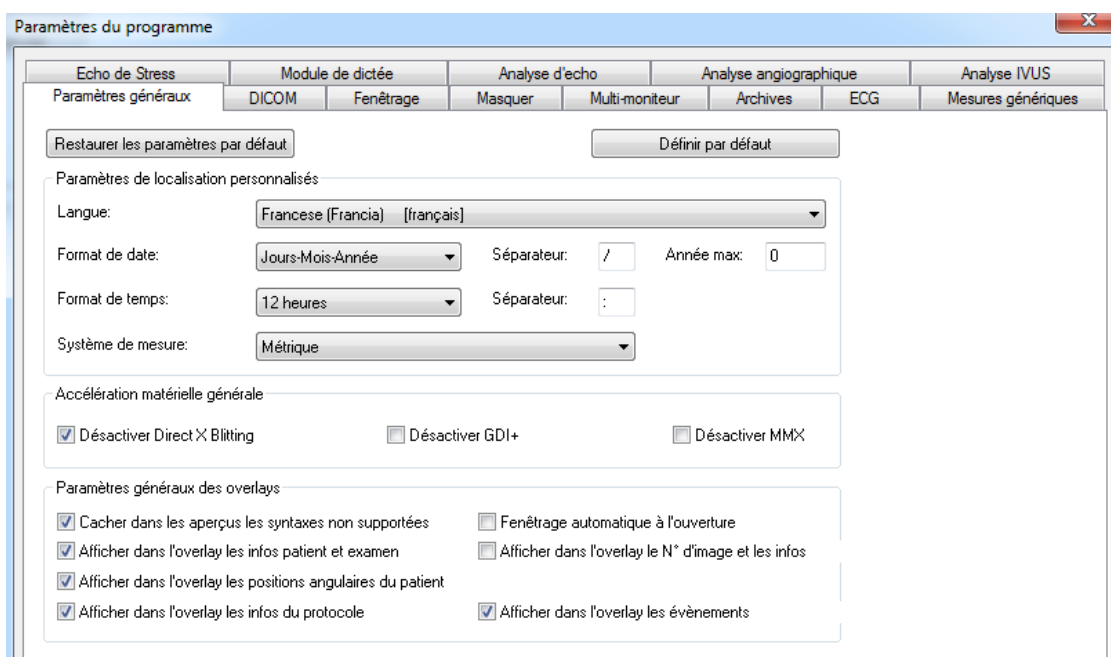 Paramètres du programme
Echo de Stress Module de dictée Analyse d'echo Analyse angiographique Analyse IVUS
Paramètres généraux DICOM Fenêtrage Masquer Multi-moniteur Archives ECG Mesures génériques
Restaurer les paramètres par défaut Définir par défaut
Paramètres de localisation personnalisés
Langue: Francese (Francia) [français]
Format de date: Jours-Mois-Année Séparateur: / Année max: 0
Format de temps: 12 heures Séparateur: :
Système de mesure: Métrique
Accélération matérielle générale
Désactiver Direct X Blitting Désactiver GDI+ Désactiver MMX
Paramètres généraux des overlays
Cacher dans les aperçus les syntaxes non supportées Fenêtrage automatique à l'ouverture
Afficher dans l'overlay les infos patient et examen Afficher dans l'overlay le N° d'image et les infos
Afficher dans l'overlay les positions angulaires du patient
Afficher dans l'overlay les infos du protocole Afficher dans l'overlay les évènements